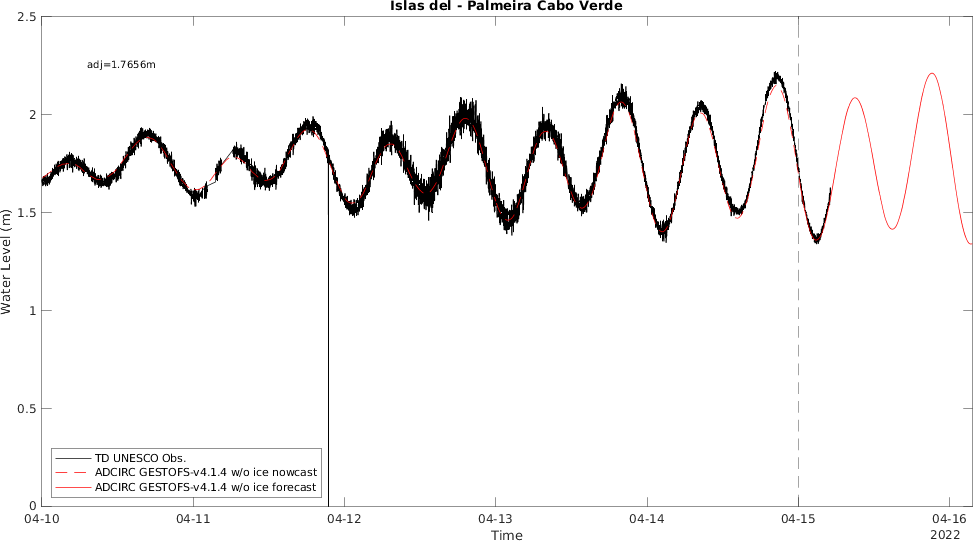 Islas del - Palmeira Cabo Verde
adj=1.7656m
2.5
2
1.5
1
0.5
0
Water Level (m)
TD UNESCO Obs.
ADCIRC GESTOFS-v4.1.4 w/o ice nowcast
ADCIRC GESTOFS-v4.1.4 w/o ice forecast
04-10
04-11
04-12
04-13
04-14
04-15
04-16
Time
2022